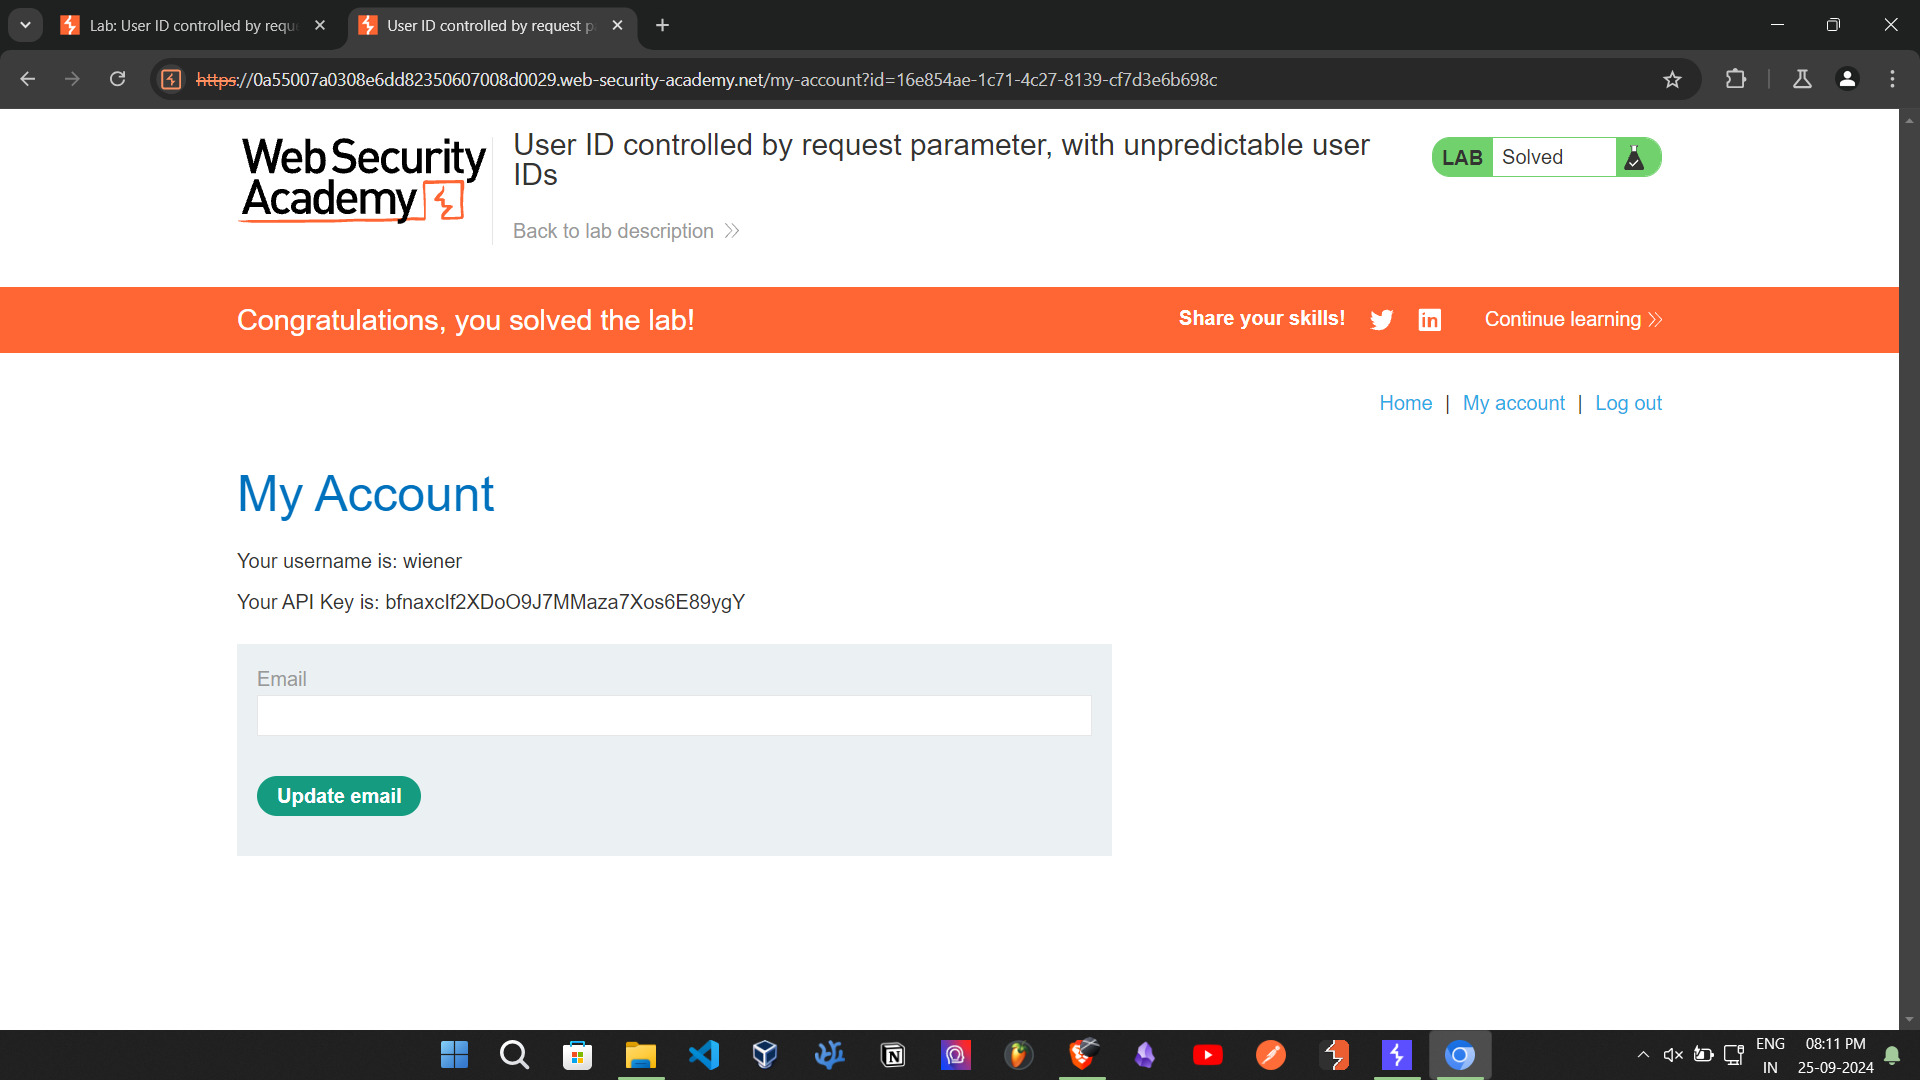 Lab: User ID controlled by requ
User ID controlled by request p
https://0a55007a0308e6dd82350607008d0029.web-security-academy.net/my-account?id=16e854ae-1c71-4c27-8139-cf7d3e6b698c
Web Security
Academy
User ID controlled by request parameter, with unpredictable user
IDs
Back to lab description
LAB Solved
Congratulations, you solved the lab!
Share your skills!
Continue learning
Home | My account | Log out
My Account
Your username is: wiener
Your API Key is: bfnaxcIf2XDoO9J7MMaza7Xos6E89ygY
Email
Update email
ENG
IN
08:11 PM
25-09-2024